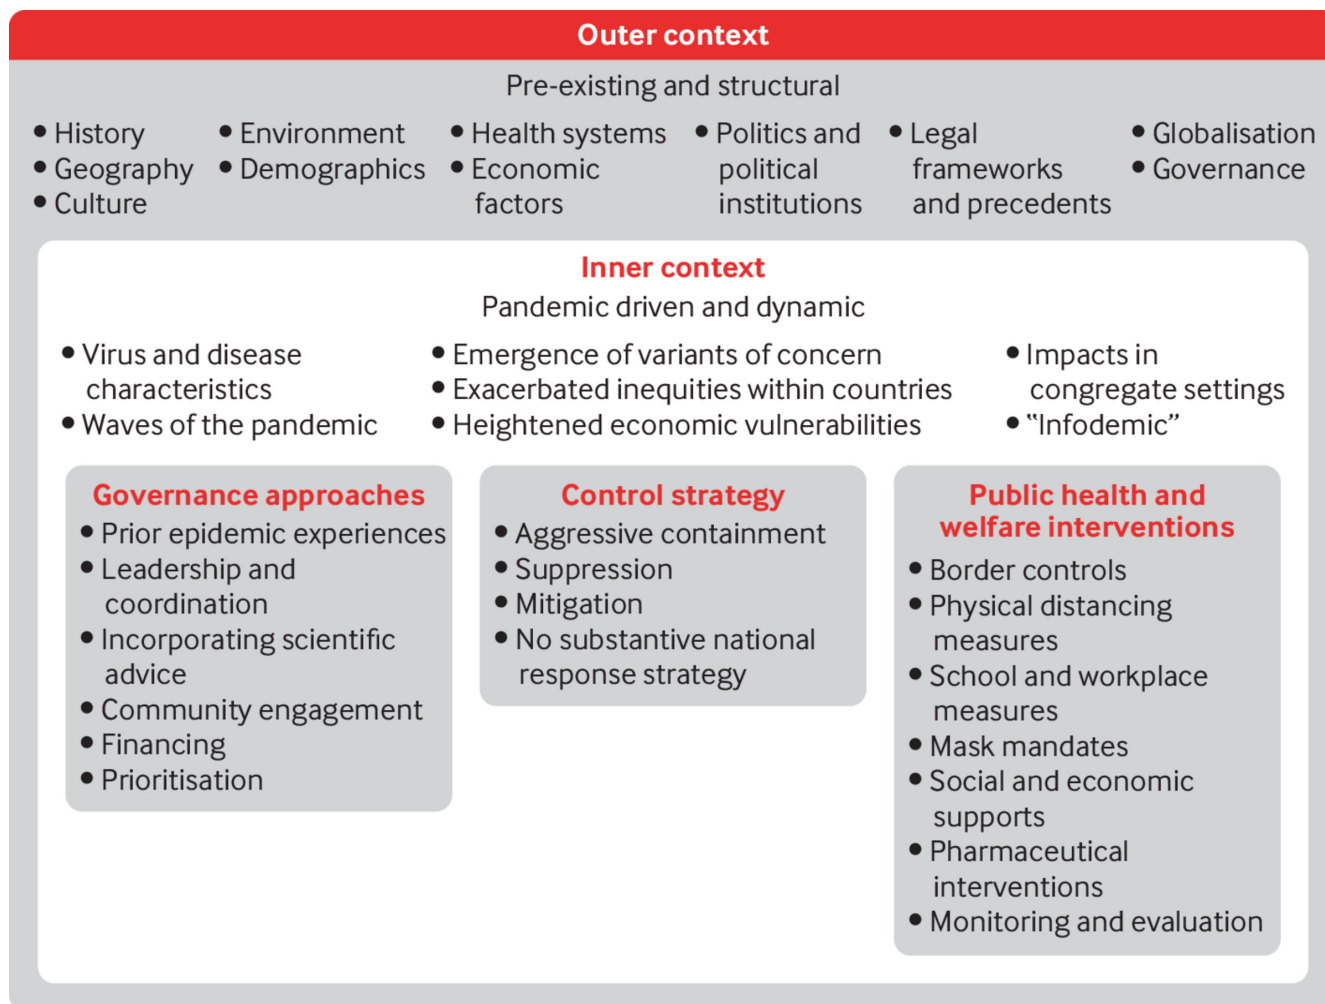 Outer context
Pre-existing and structural
• History
• Geography
• Culture
• Environment
• Demographics
• Health systems
• Economic
factors
• Politics and
political
institutions
• Legal
frameworks
and precedents
• Globalisation
• Governance
Inner context
Pandemic driven and dynamic
• Virus and disease
characteristics
• Waves of the pandemic
• Emergence of variants of concern
• Exacerbated inequities within countries
• Heightened economic vulnerabilities
• Impacts in
congregate settings
• “Infodemic”
Governance approaches
• Prior epidemic experiences
• Leadership and
coordination
• Incorporating scientific
advice
• Community engagement
• Financing
• Prioritisation
Control strategy
• Aggressive containment
• Suppression
• Mitigation
• No substantive national
response strategy
Public health and
welfare interventions
• Border controls
• Physical distancing
measures
• School and workplace
measures
• Mask mandates
• Social and economic
supports
• Pharmaceutical
interventions
• Monitoring and evaluation